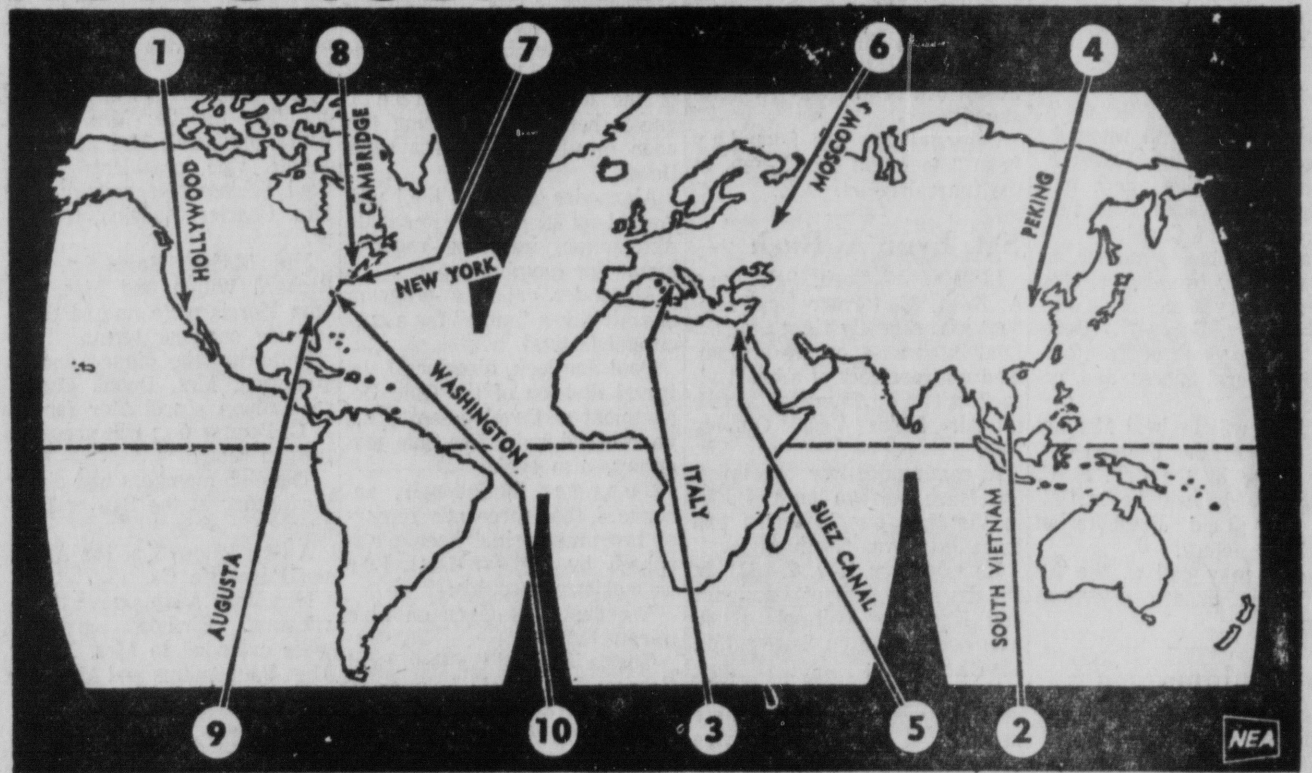 1
8
7
6
4
HOLLYWOOD
CAMBRIDGE
NEW YORK
MOSCOW
PEKING
WASHINGTON
AUGUSTA
ITALY
SUEZ CANAL
SOUTH VIETNAM
9
10
3
5
2
NEA